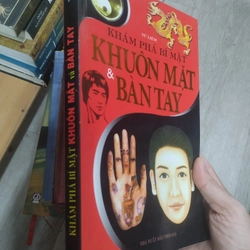 KHÁM PHÁ BÍ MẬT
KHUÔN MẶT
& BÀN TAY
KHÁM PHÁ BÍ MẬT KHUÔN MẶT và BÀN TAY